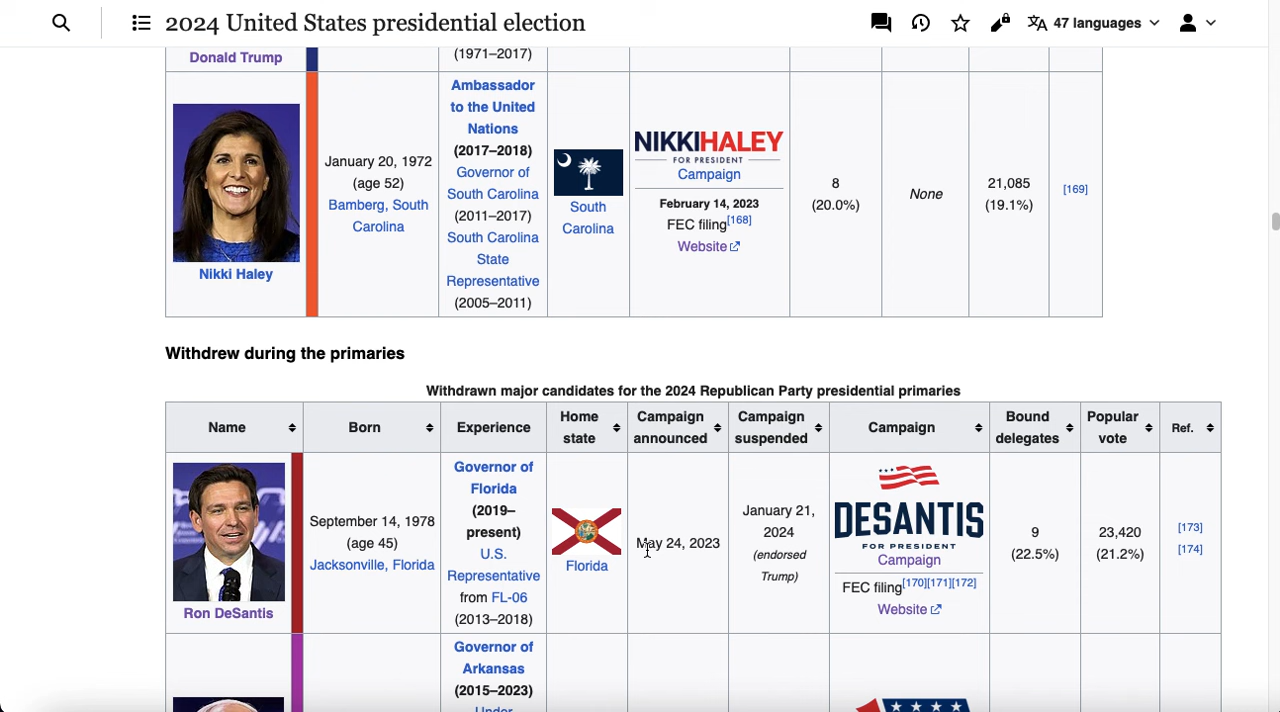 2024 United States presidential election
47 languages
Donald Trump
(1971–2017)
Nikki Haley
January 20, 1972
(age 52)
Bamberg, South
Carolina
Ambassador
to the United
Nations
(2017–2018)
Governor of
South Carolina
(2011–2017)
South Carolina
State
Representative
(2005–2011)
South
Carolina
NIKKIHALEY
FOR PRESIDENT
Campaign
February 14, 2023
FEC filing[168]
Website
8
(20.0%)
None
21,085
(19.1%)
[169]
Withdrew during the primaries
Withdrawn major candidates for the 2024 Republican Party presidential primaries
Name
Born
Experience
Home
state
Campaign
announced
Campaign
suspended
Campaign
Bound
delegates
Popular
vote
Ref.
Ron DeSantis
September 14, 1978
(age 45)
Jacksonville, Florida
Governor of
Florida
(2019–
present)
U.S.
Representative
from FL-06
(2013–2018)
Florida
May 24, 2023
January 21,
2024
(endorsed
Trump)
DESANTIS
FOR PRESIDENT
Campaign
FEC filing[170][171][172]
Website
9
(22.5%)
23,420
(21.2%)
[173]
[174]
Governor of
Arkansas
(2015–2023)
Under